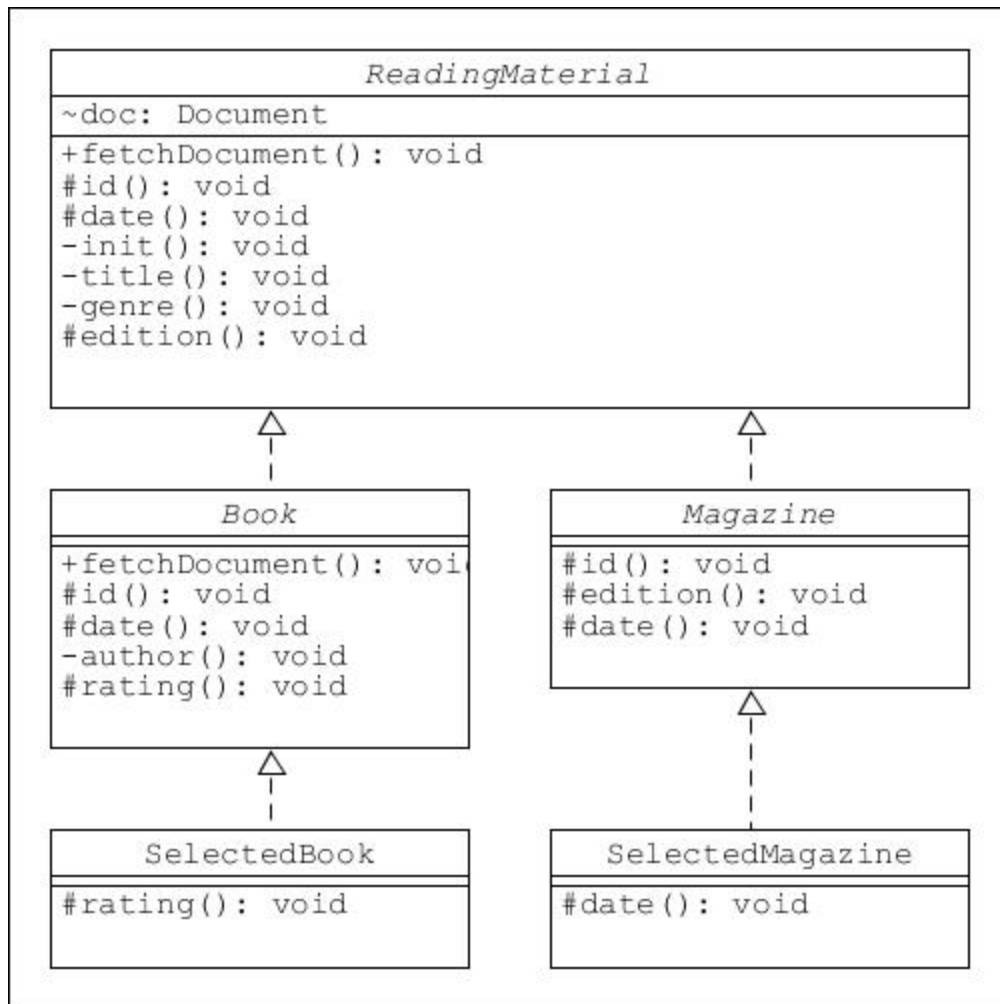 ReadingMaterial
~doc: Document
+fetchDocument(): void
#id(): void
#date(): void
-init(): void
-title(): void
-genre(): void
#edition(): void
Book
+fetchDocument(): voi
#id(): void
#date(): void
-author(): void
#rating(): void
Magazine
#id(): void
#edition(): void
#date(): void
SelectedBook
#rating(): void
SelectedMagazine
#date(): void